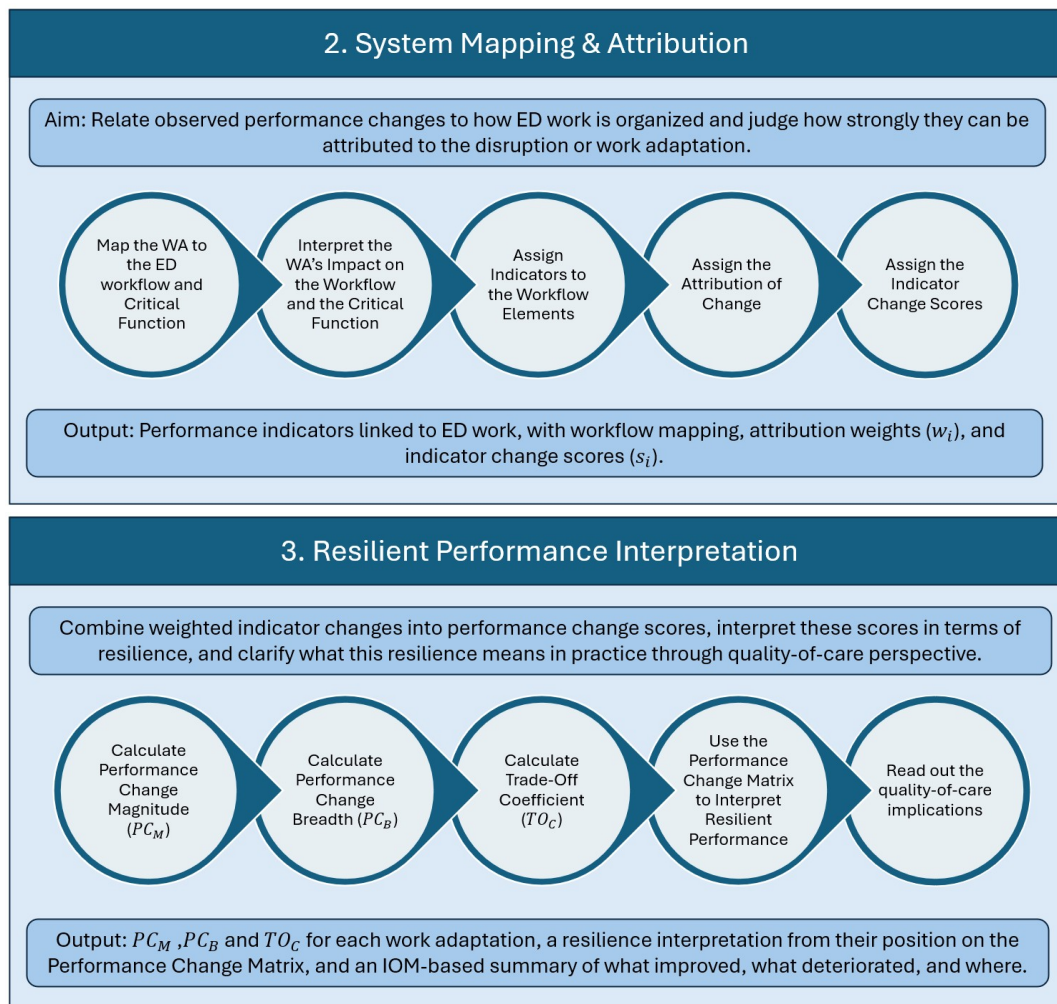 2. System Mapping & Attribution
Aim: Relate observed performance changes to how ED work is organized and judge how strongly they can be
attributed to the disruption or work adaptation.
Map the WA to
the ED
workflow and
Critical
Function
Interpret the
WA's Impact on
the Workflow
and the Critical
Function
Assign
Indicators to
the Workflow
Elements
Assign the
Attribution of
Change
Assign the
Indicator
Change Scores
Output: Performance indicators linked to ED work, with workflow mapping, attribution weights (w_i), and
indicator change scores (s_i).
3. Resilient Performance Interpretation
Combine weighted indicator changes into performance change scores, interpret these scores in terms of
resilience, and clarify what this resilience means in practice through quality-of-care perspective.
Calculate
Performance
Change
Magnitude
(PC_M)
Calculate
Performance
Change
Breadth (PC_B)
Calculate
Trade-Off
Coefficient
(TO_C)
Use the
Performance
Change Matrix
to Interpret
Resilient
Performance
Read out the
quality-of-care
implications
Output: PC_M ,PC_B and TO_C for each work adaptation, a resilience interpretation from their position on the
Performance Change Matrix, and an IOM-based summary of what improved, what deteriorated, and where.